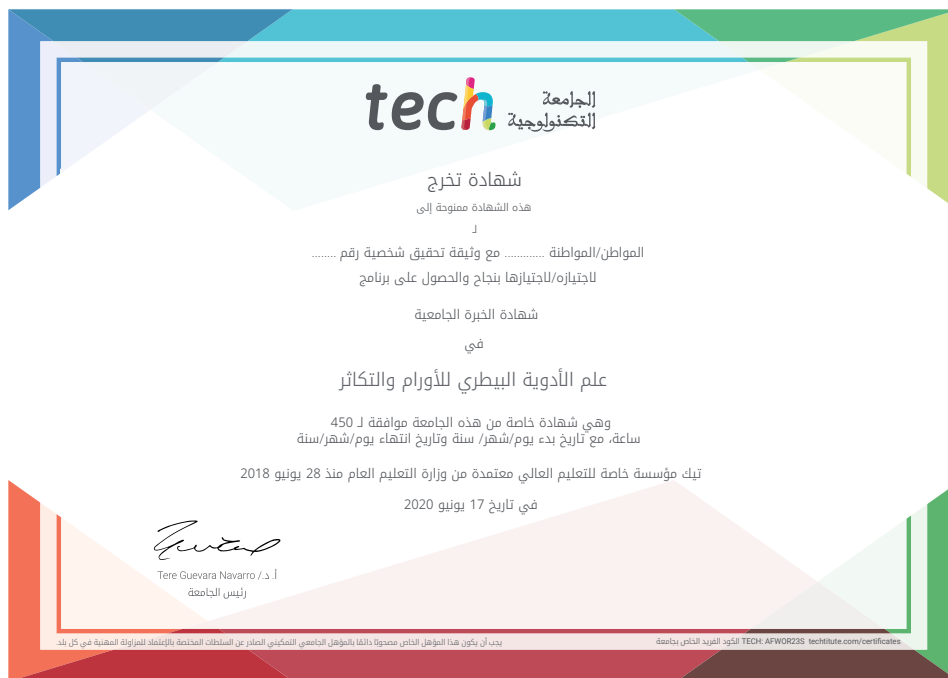 tech الجامعة
التكنولوجية
شهادة تخرج
هذه الشهادة ممنوحة إلى
لـ
المواطن/المواطنة ............ مع وثيقة تحقيق شخصية رقم ........
لاجتيازه/لاجتيازها بنجاح والحصول على برنامج
شهادة الخبرة الجامعية
في
علم الأدوية البيطري للأورام والتكاثر
وهي شهادة خاصة من هذه الجامعة موافقة لـ 450
ساعة، مع تاريخ بدء يوم/شهر/ سنة وتاريخ انتهاء يوم/شهر/سنة
تيك مؤسسة خاصة للتعليم العالي معتمدة من وزارة التعليم العام منذ 28 يونيو 2018
في تاريخ 17 يونيو 2020
أ. د./ Tere Guevara Navarro
رئيس الجامعة
يجب أن يكون هذا المؤهل الخاص مصحوبًا دائمًا بالمؤهل الجامعي التمكيني الصادر عن السلطات المختصة بالإعتماد للمزاولة المهنية في كل بلد.
الكود الفريد الخاص بجامعة TECH: AFWOR23S techtitute.com/certificates